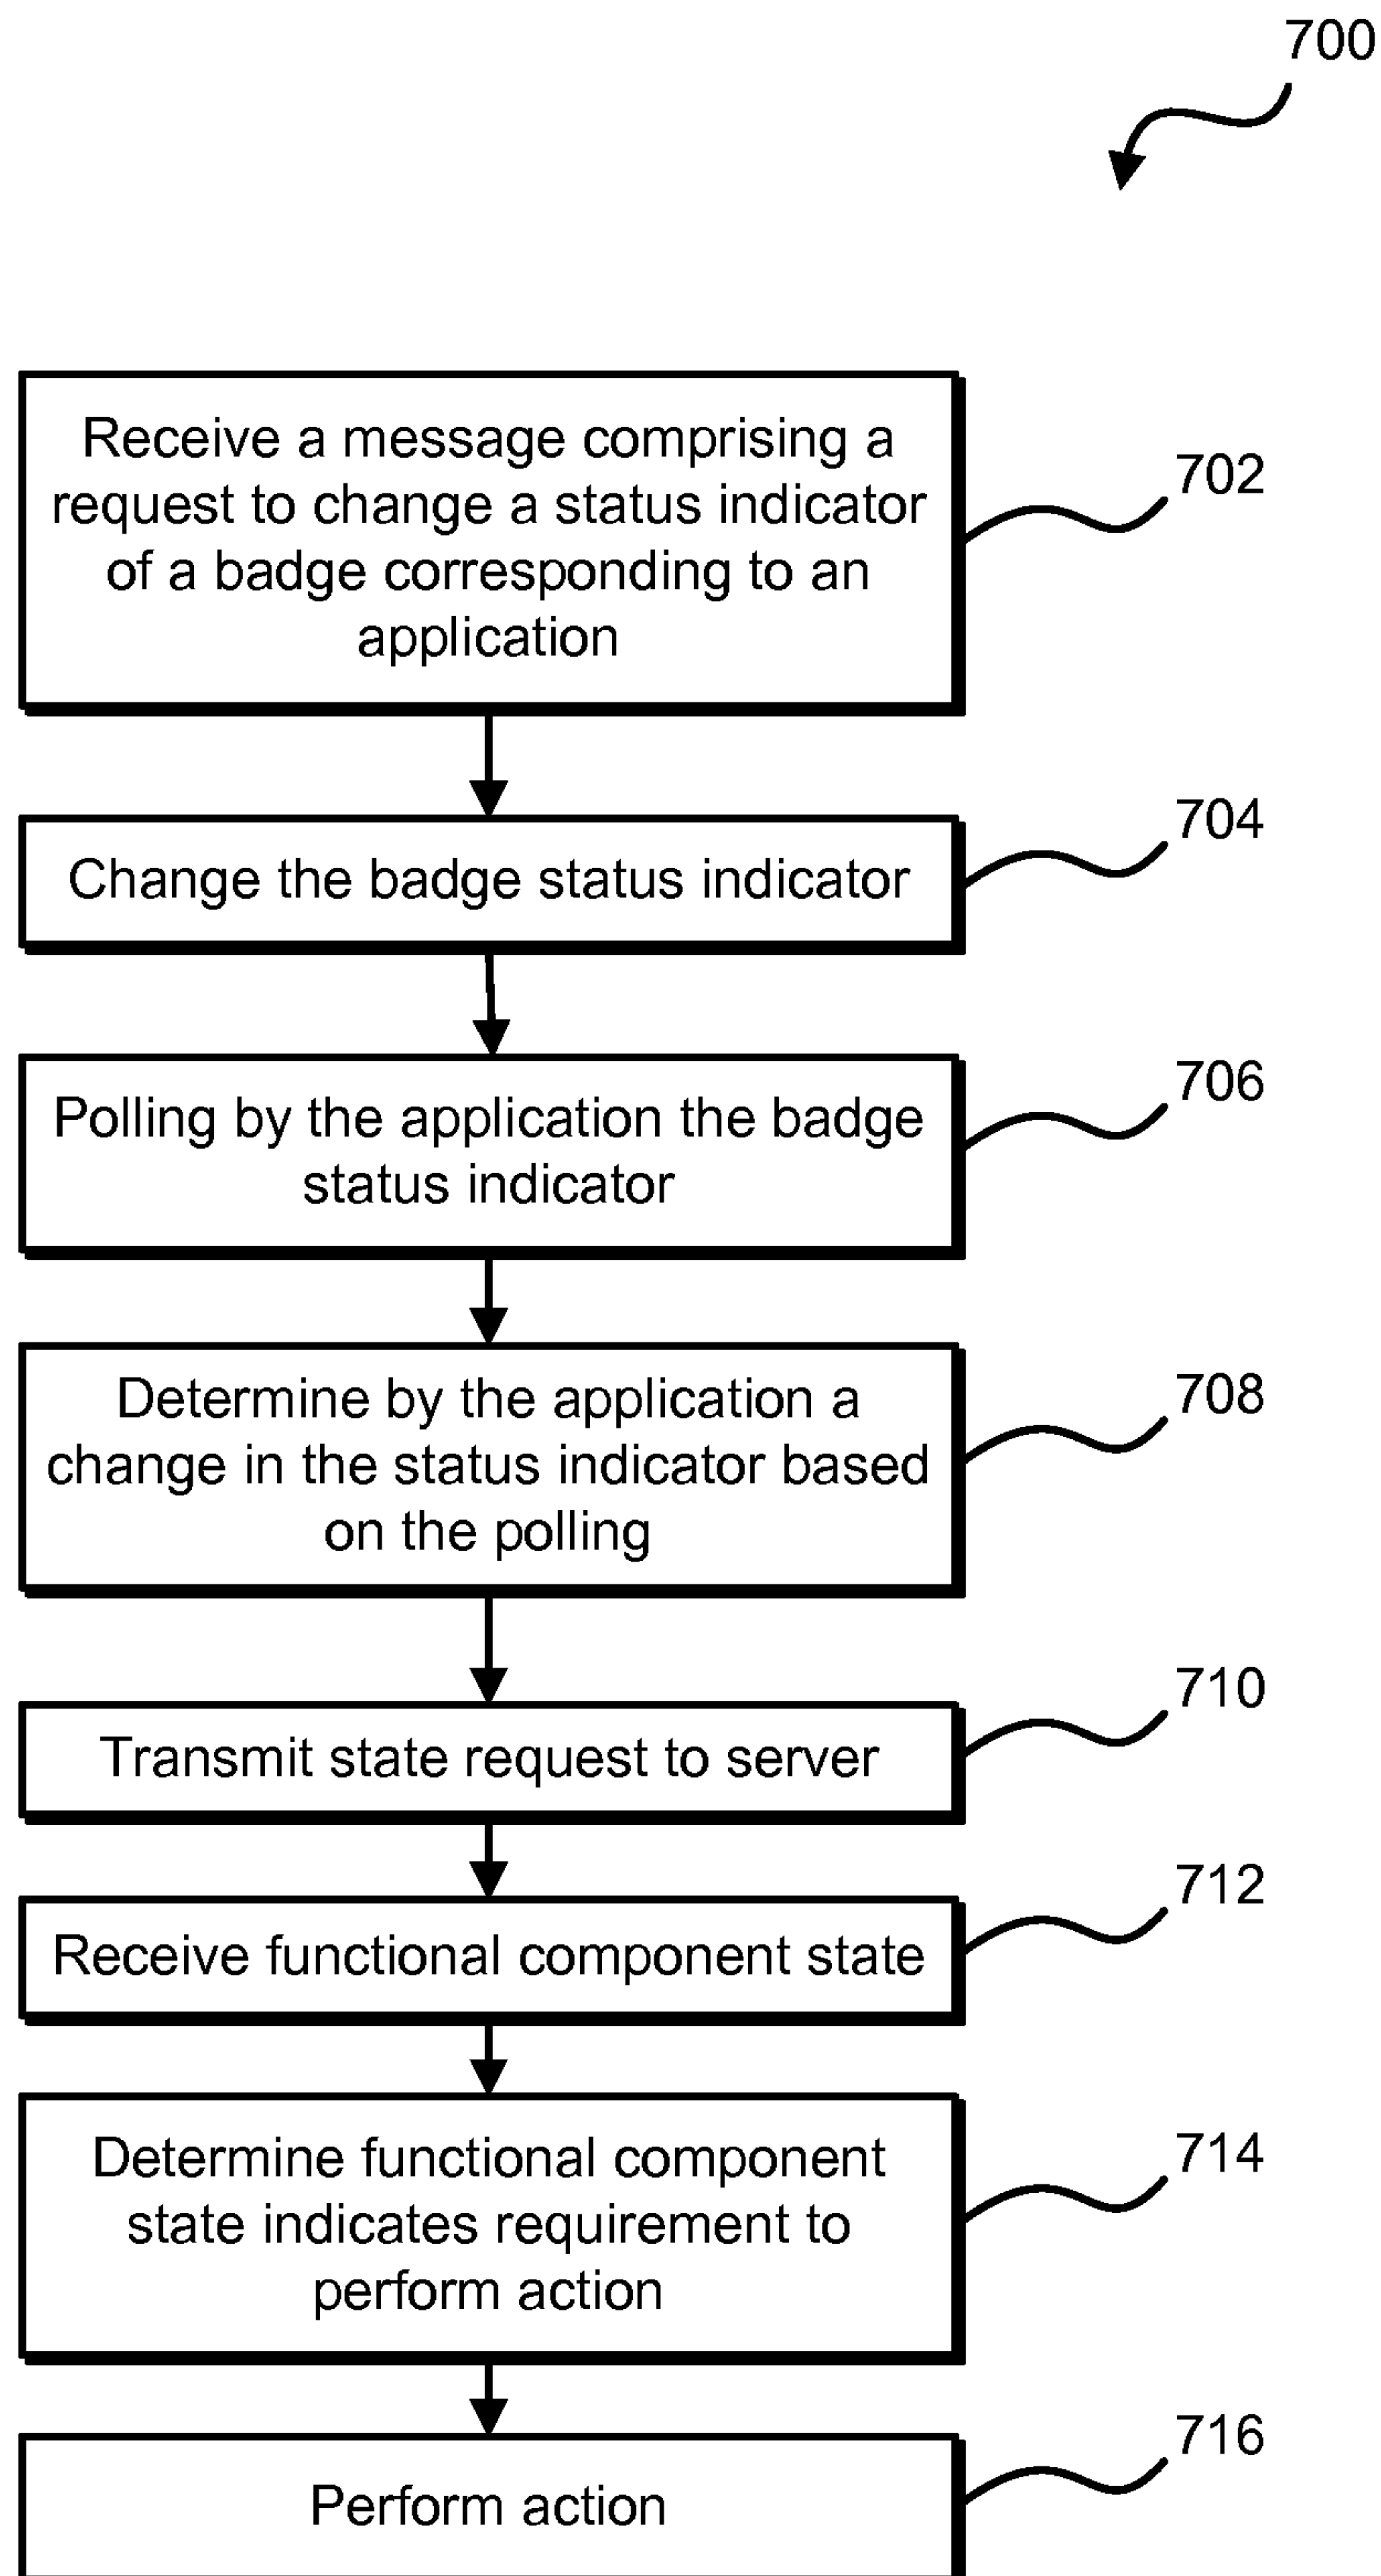 700
Receive a message comprising a
request to change a status indicator
of a badge corresponding to an
application
702
Change the badge status indicator
704
Polling by the application the badge
status indicator
706
Determine by the application a
change in the status indicator based
on the polling
708
Transmit state request to server
710
Receive functional component state
712
Determine functional component
state indicates requirement to
perform action
714
Perform action
716